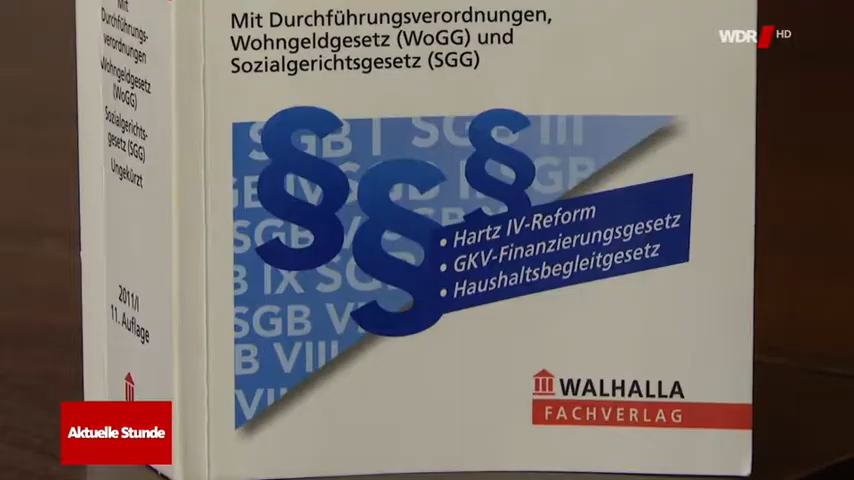 Mit
Durchführungs-
verordnungen
Wohngeldgesetz
(WoGG)
Sozialgerichts-
gesetz (SGG)
Ungekürzt
2011/I
11. Auflage
Mit Durchführungsverordnungen,
Wohngeldgesetz (WoGG) und
Sozialgerichtsgesetz (SGG)
WDR HD
SGB I SGB III
SGB
SGB
B IX
SGB
B VIII
§ § §
• Hartz IV-Reform
• GKV-Finanzierungsgesetz
• Haushaltsbegleitgesetz
WALHALLA
FACHVERLAG
Aktuelle Stunde